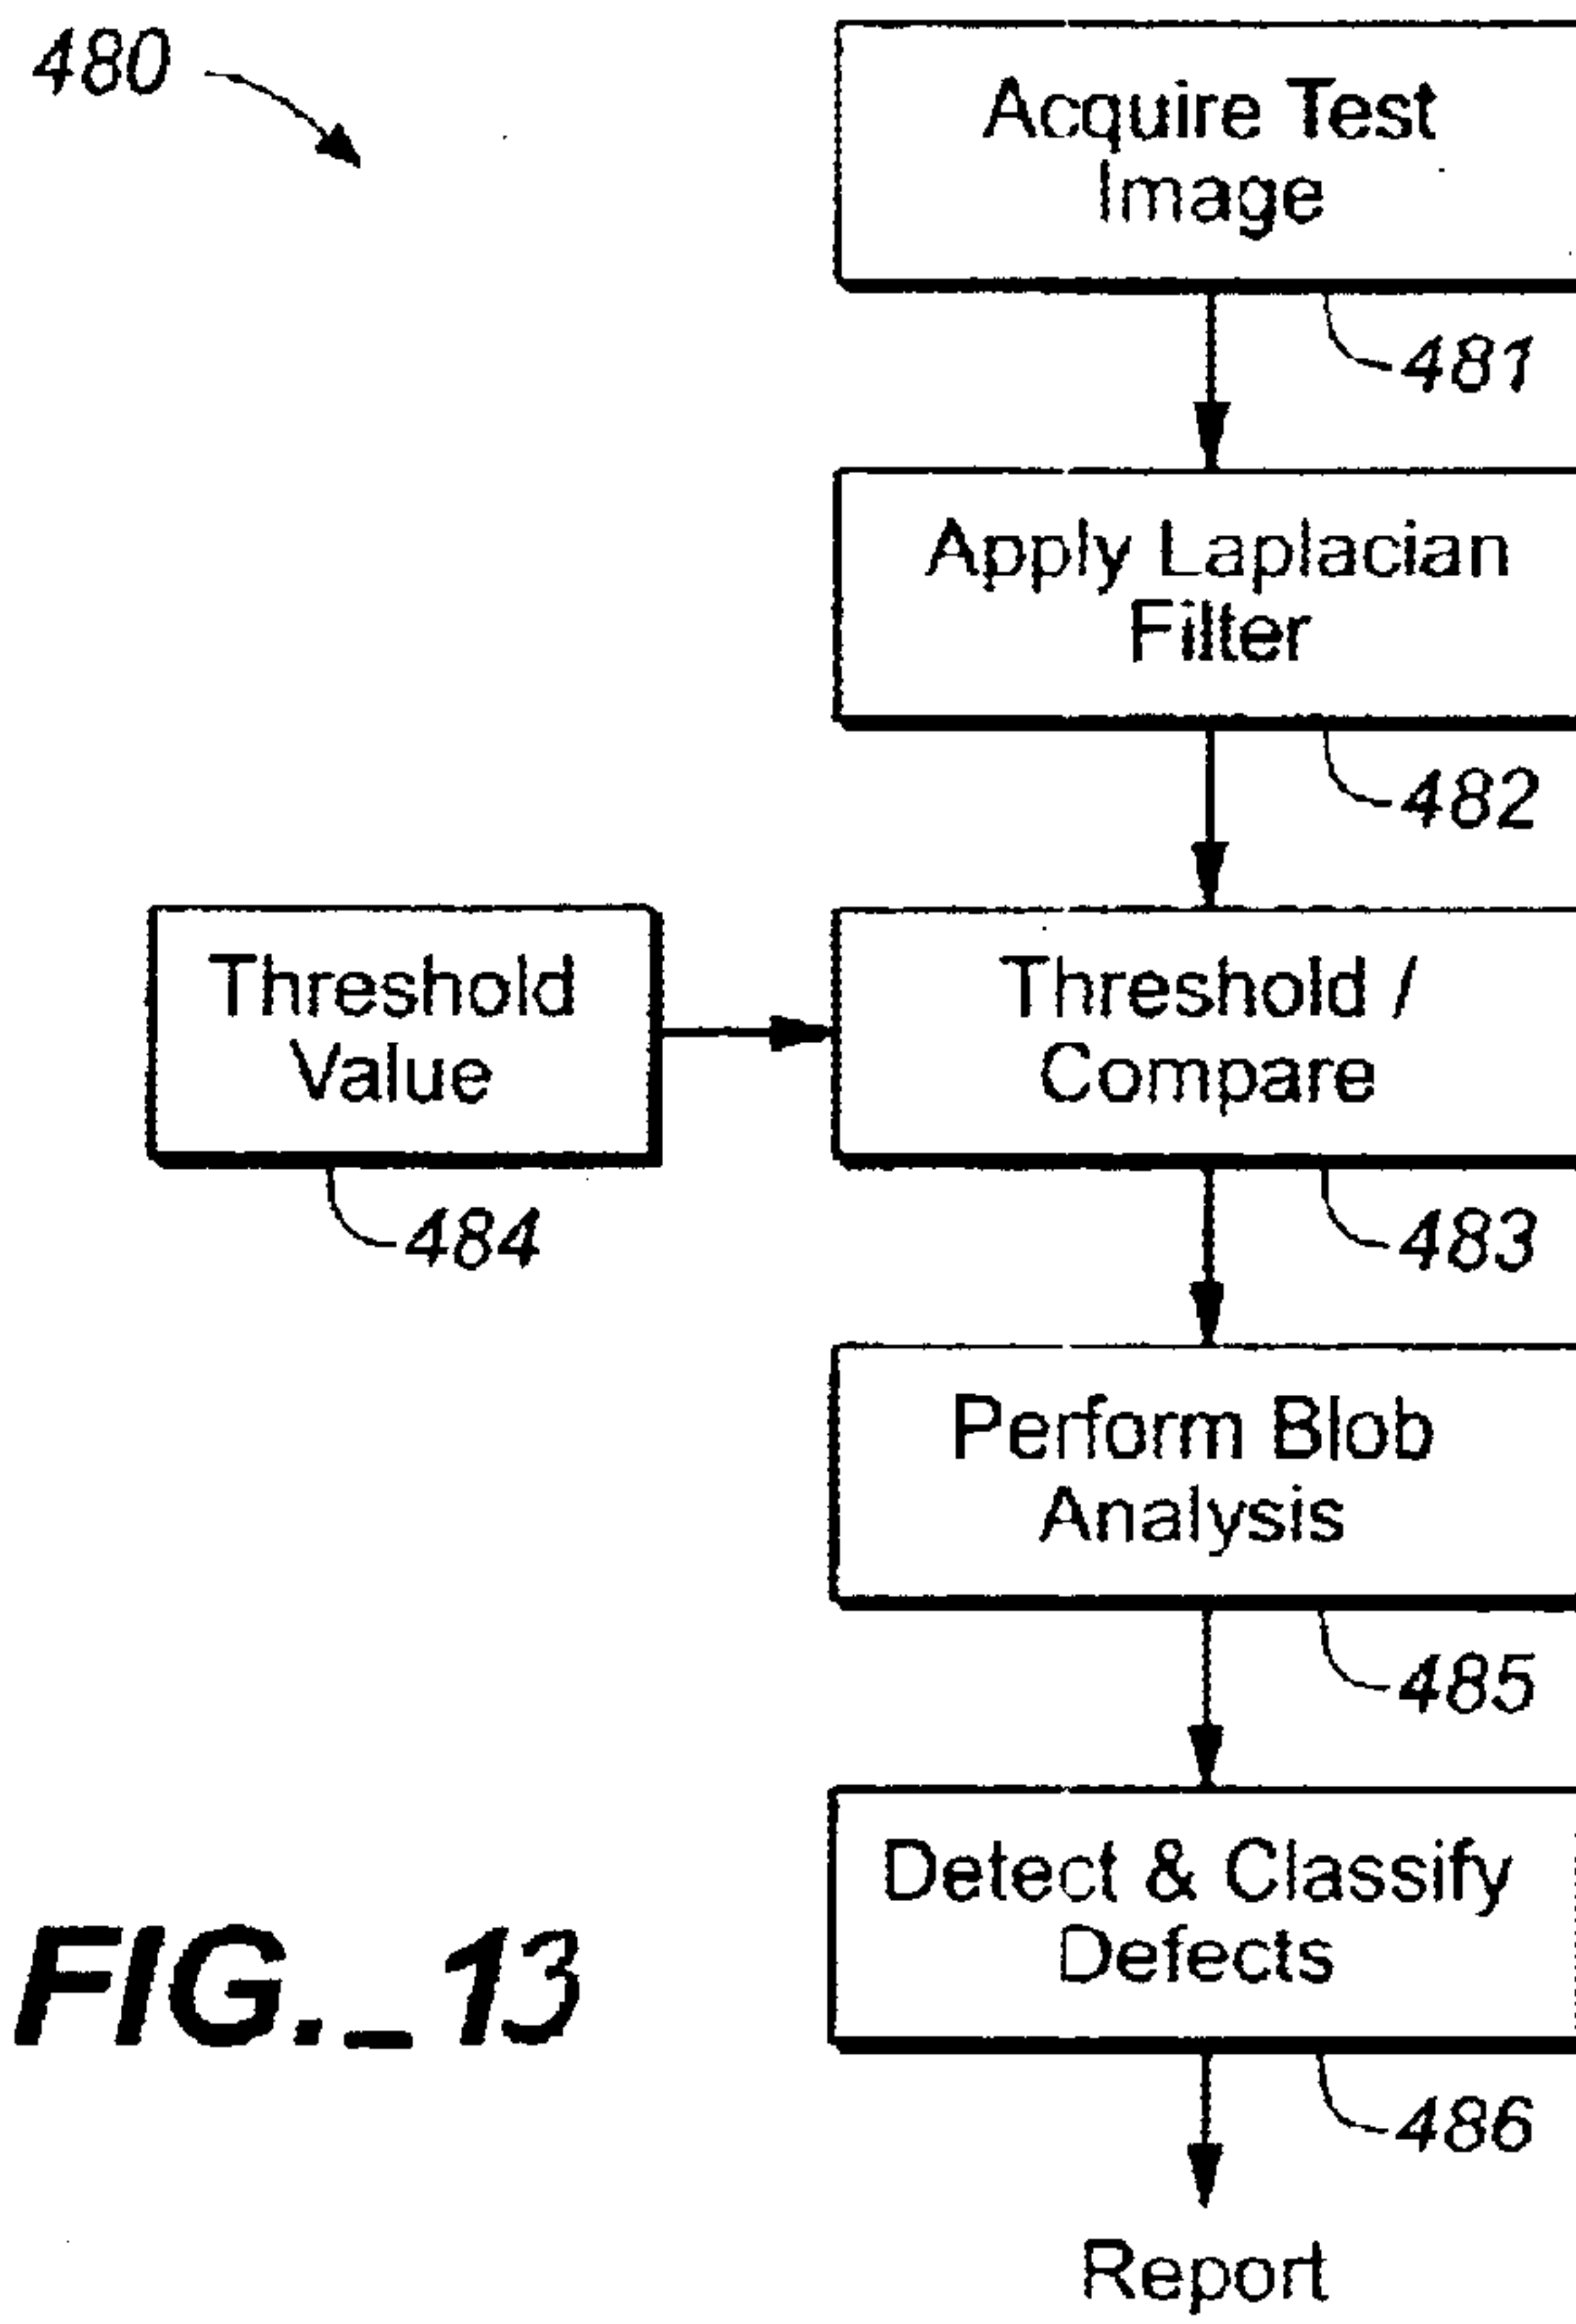 480
Acquire Test
Image
481
Apply Laplacian
Filter
482
Threshold
Value
484
Threshold /
Compare
483
Perform Blob
Analysis
485
Detect & Classify
Defects
486
Report
FIG._13